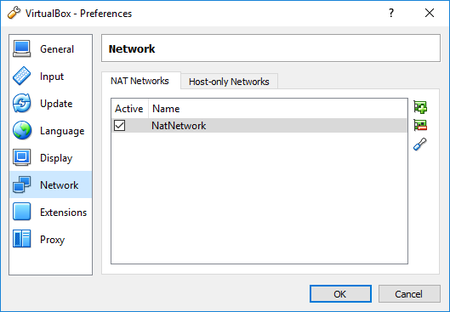 VirtualBox - Preferences
?
General
Input
Update
Language
Display
Network
Extensions
Proxy
Network
NAT Networks Host-only Networks
Active Name
NatNetwork
OK Cancel